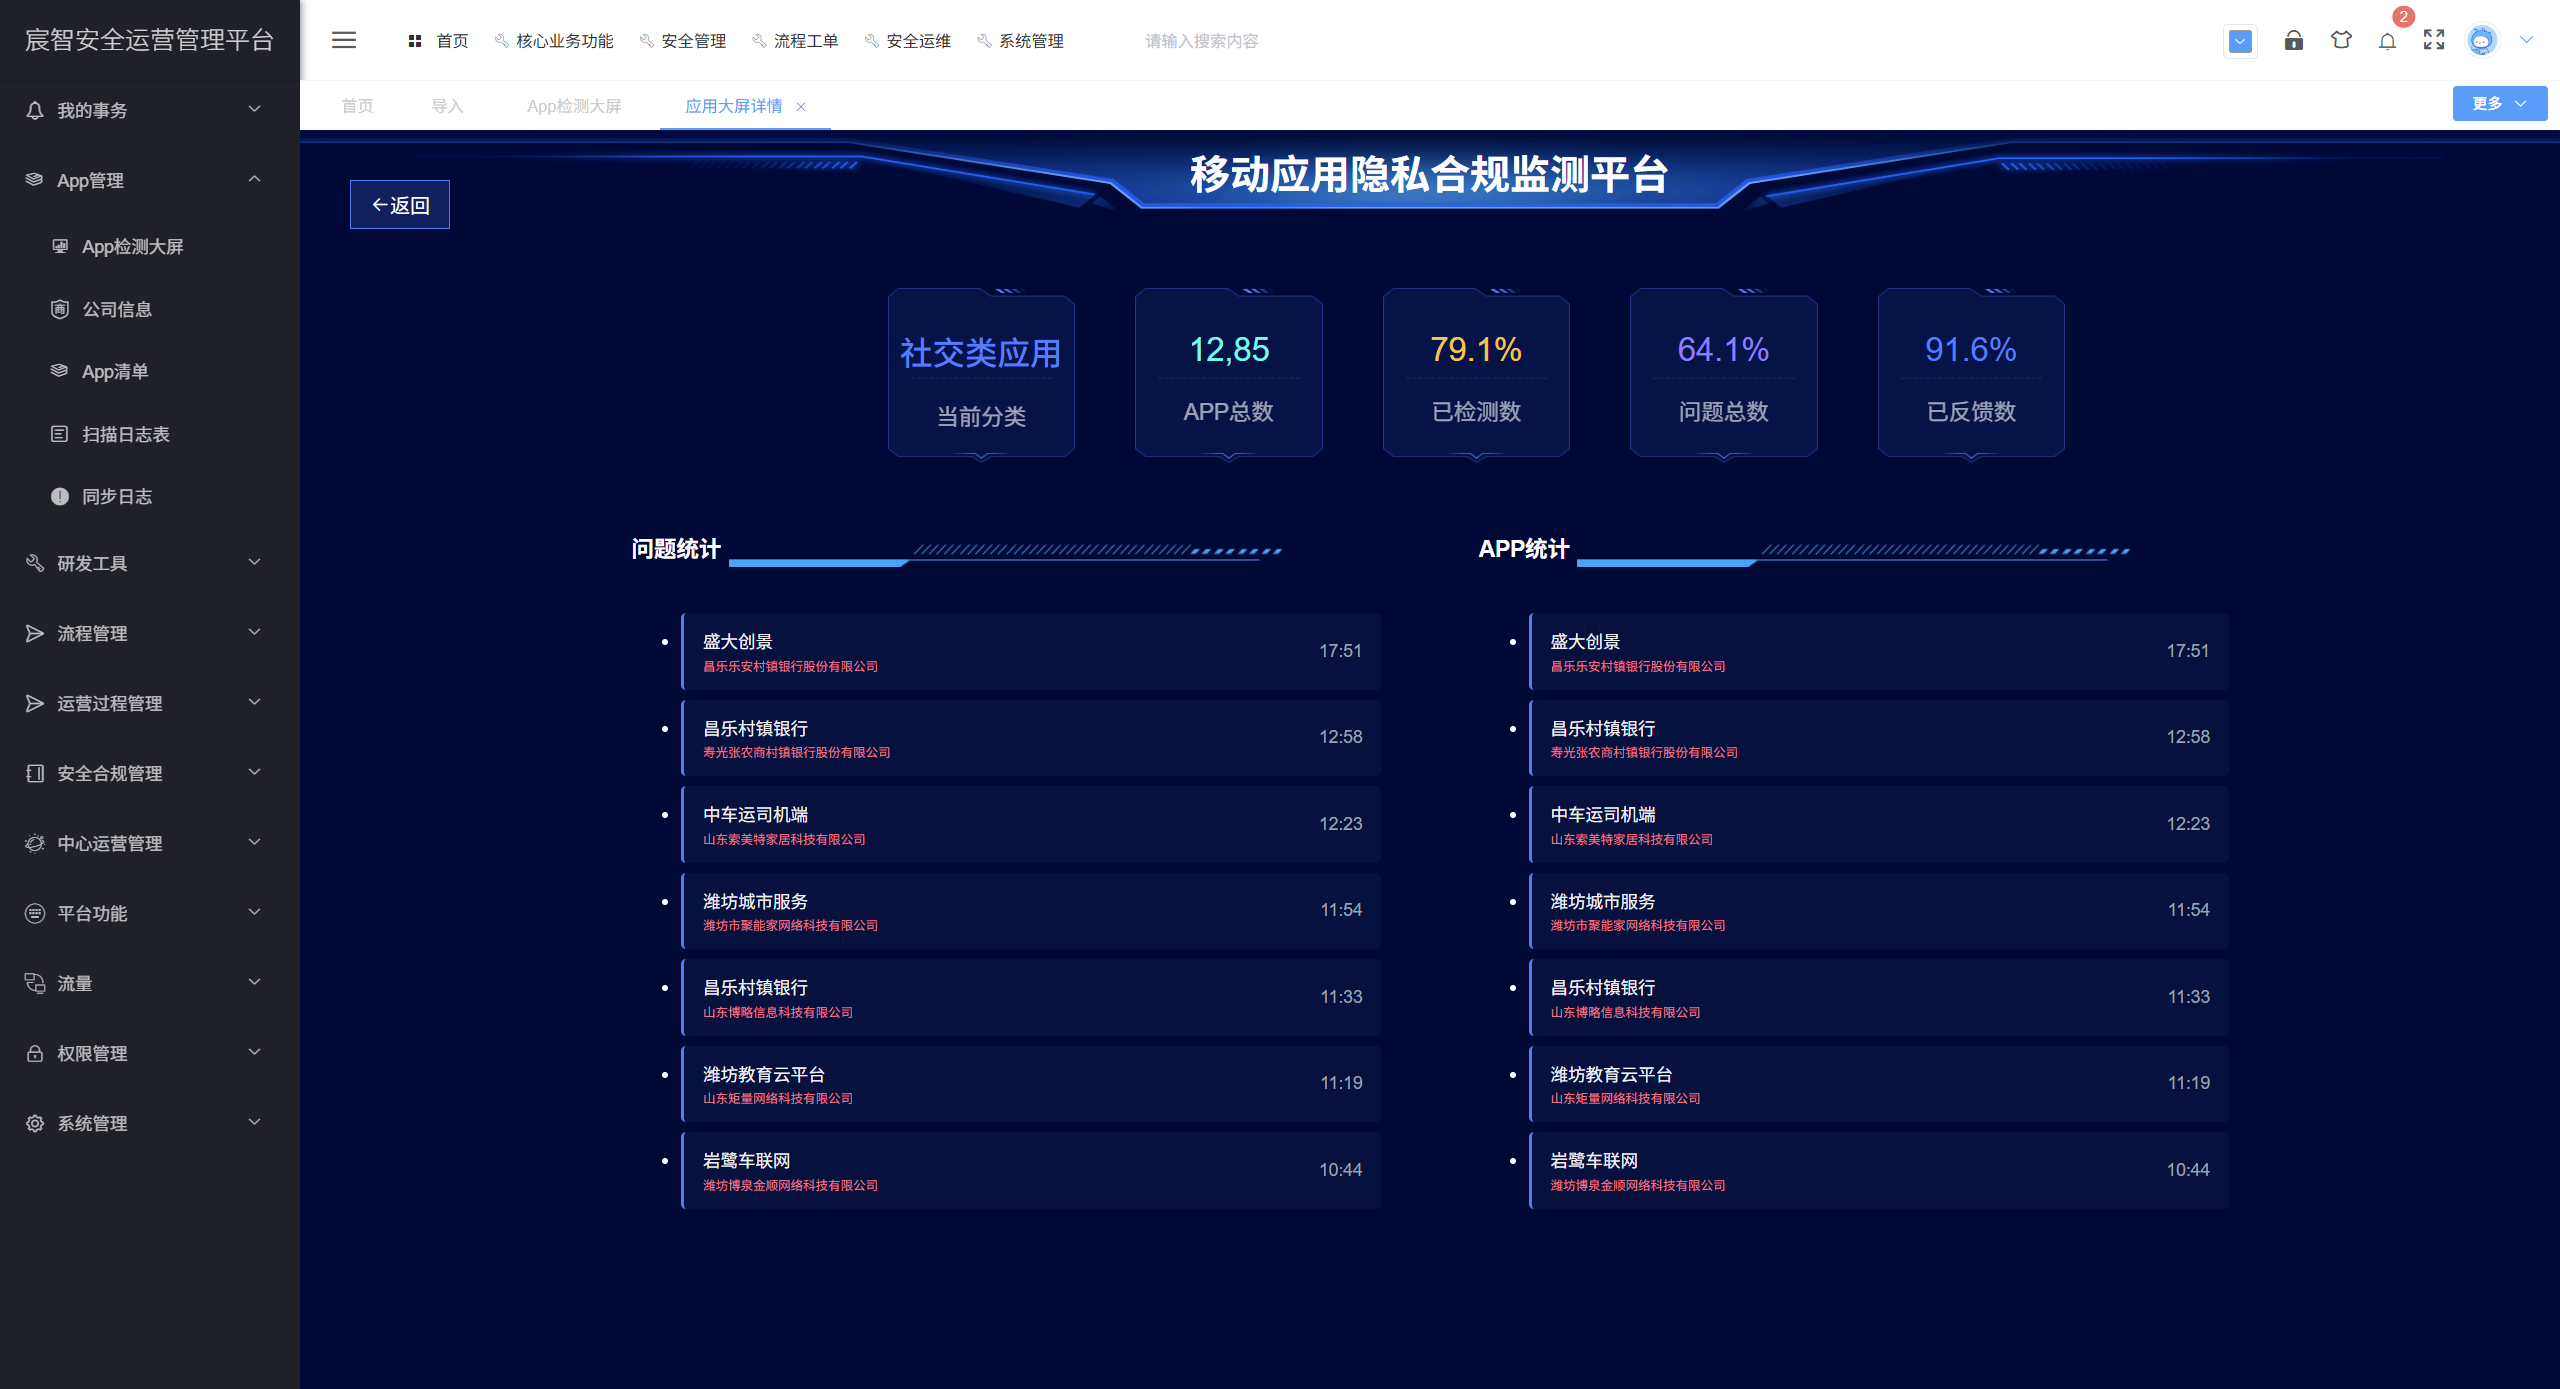 宸智安全运营管理平台
首页
核心业务功能
安全管理
流程工单
安全运维
系统管理
请输入搜索内容
2
首页
导入
App检测大屏
应用大屏详情
更多
我的事务
App管理
App检测大屏
公司信息
App清单
扫描日志表
同步日志
研发工具
流程管理
运营过程管理
安全合规管理
中心运营管理
平台功能
流量
权限管理
系统管理
移动应用隐私合规监测平台
返回
社交类应用
当前分类
12,85
APP总数
79.1%
已检测数
64.1%
问题总数
91.6%
已反馈数
问题统计
盛大创景
昌乐乐安村镇银行股份有限公司
17:51
昌乐村镇银行
寿光张农商村镇银行股份有限公司
12:58
中车运司机端
山东索美特家居科技有限公司
12:23
潍坊城市服务
潍坊市聚能家网络科技有限公司
11:54
昌乐村镇银行
山东博略信息科技有限公司
11:33
潍坊教育云平台
山东矩量网络科技有限公司
11:19
岩鹭车联网
潍坊博泉金顺网络科技有限公司
10:44
APP统计
盛大创景
昌乐乐安村镇银行股份有限公司
17:51
昌乐村镇银行
寿光张农商村镇银行股份有限公司
12:58
中车运司机端
山东索美特家居科技有限公司
12:23
潍坊城市服务
潍坊市聚能家网络科技有限公司
11:54
昌乐村镇银行
山东博略信息科技有限公司
11:33
潍坊教育云平台
山东矩量网络科技有限公司
11:19
岩鹭车联网
潍坊博泉金顺网络科技有限公司
10:44